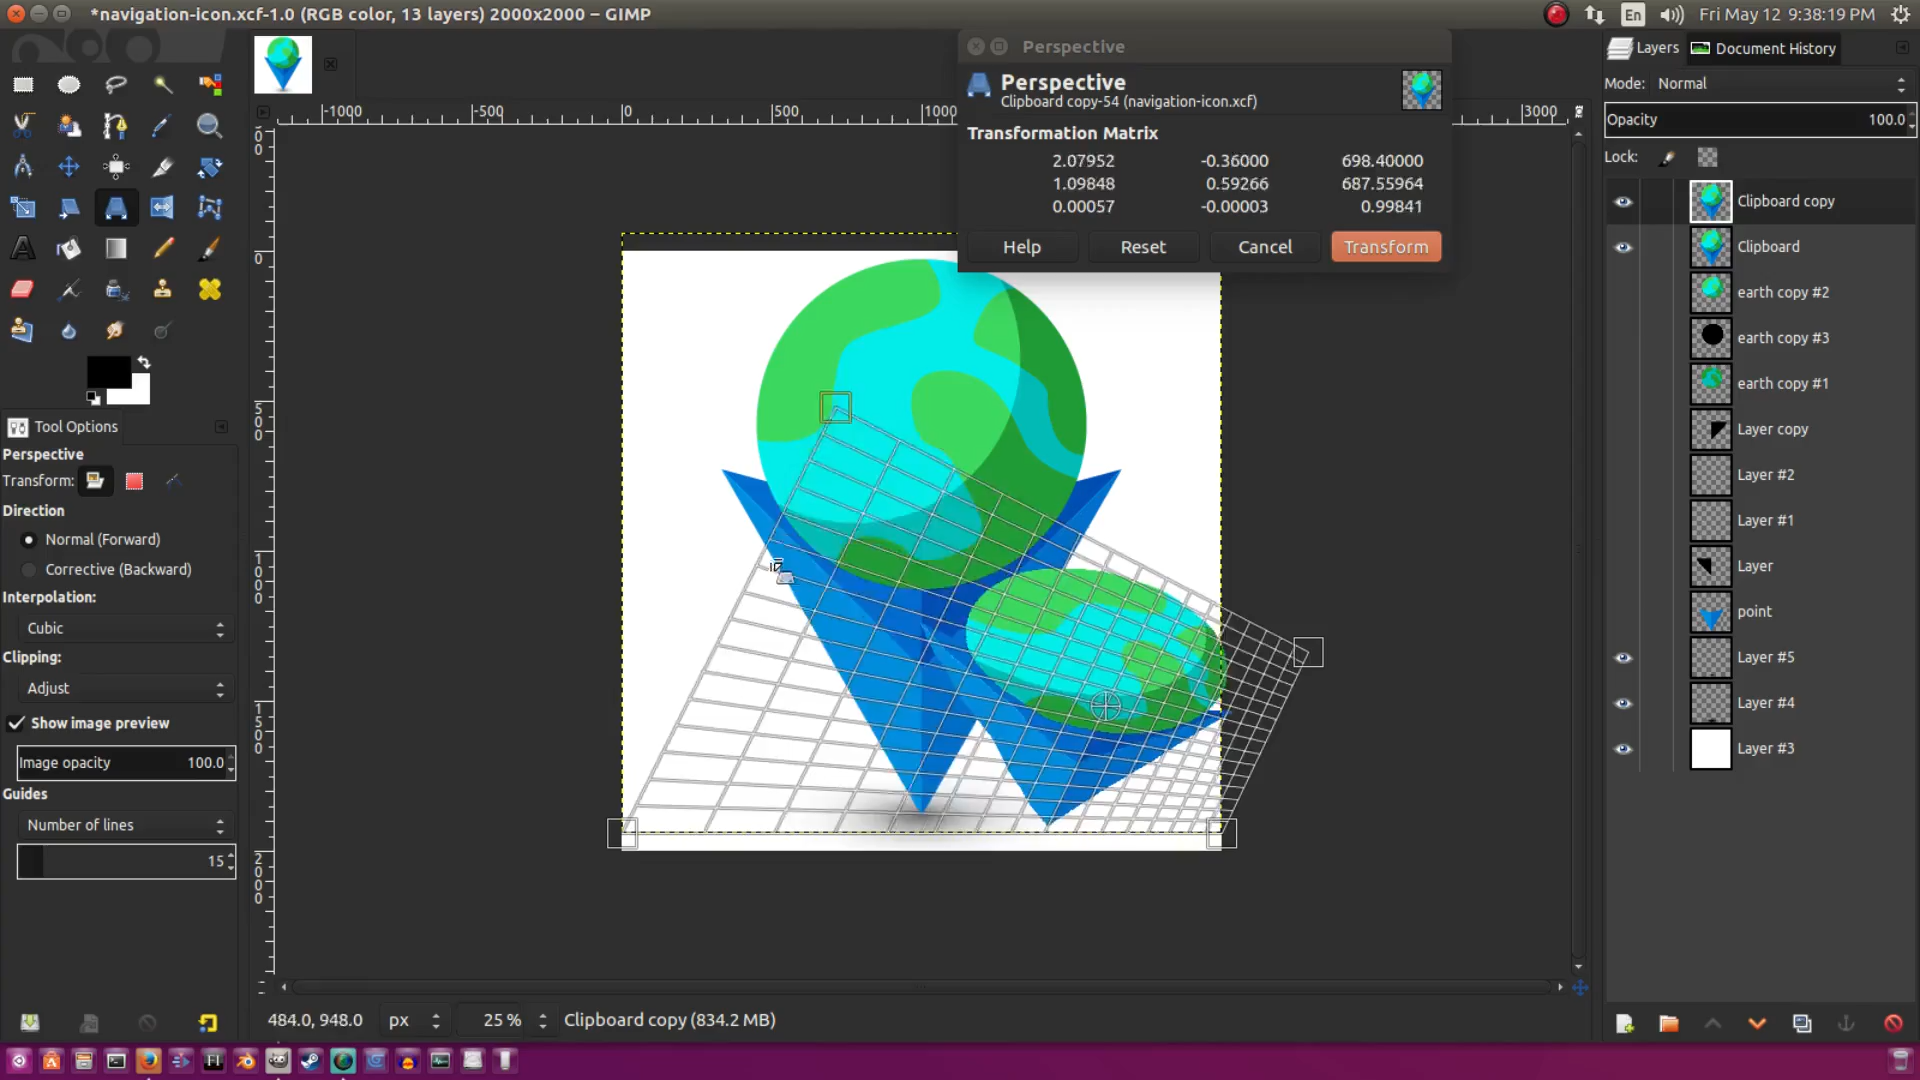 *navigation-icon.xcf-1.0 (RGB color, 13 layers) 2000x2000 – GIMP
En
Fri May 12 9:38:19 PM
Perspective
Perspective
Clipboard copy-54 (navigation-icon.xcf)
Transformation Matrix
2.07952 -0.36000 698.40000
1.09848 0.59266 687.55964
0.00057 -0.00003 0.99841
Help Reset Cancel Transform
-1000 -500 0 500 1000 3000
0
500
1000
1500
2000
Tool Options
Perspective
Transform:
Direction
Normal (Forward)
Corrective (Backward)
Interpolation:
Cubic
Clipping:
Adjust
Show image preview
Image opacity 100.0
Guides
Number of lines
15
Layers Document History
Mode: Normal
Opacity 100.0
Lock:
Clipboard copy
Clipboard
earth copy #2
earth copy #3
earth copy #1
Layer copy
Layer #2
Layer #1
Layer
point
Layer #5
Layer #4
Layer #3
484.0, 948.0 px 25 % Clipboard copy (834.2 MB)